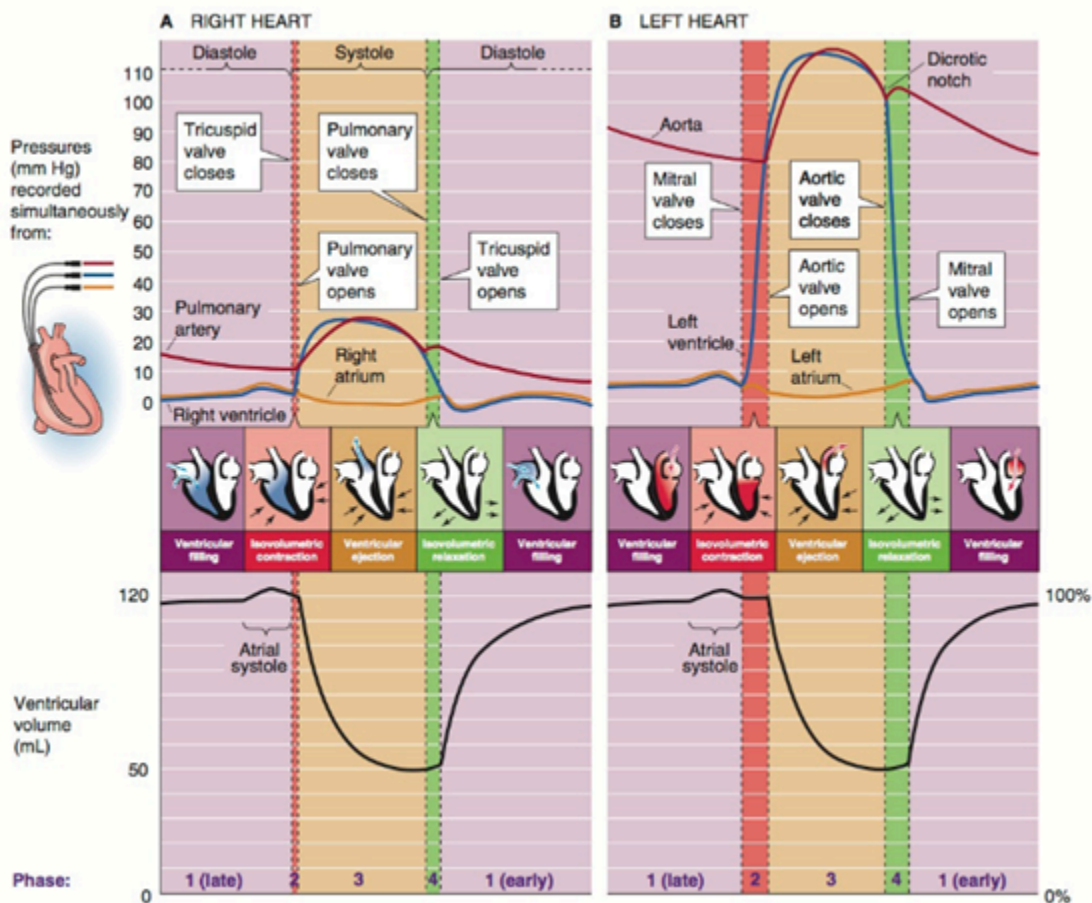 A RIGHT HEART
Diastole
Systole
Diastole
110
100
90
80
70
60
50
40
30
20
10
0
Pressures
(mm Hg)
recorded
simultaneously
from:
Tricuspid
valve
closes
Pulmonary
valve
closes
Pulmonary
valve
opens
Tricuspid
valve
opens
Pulmonary
artery
Right
atrium
Right ventricle
Ventricular
filling
Isovolumetric
contraction
Ventricular
ejection
Isovolumetric
relaxation
Ventricular
filling
B LEFT HEART
Dicrotic
notch
Aorta
Mitral
valve
closes
Aortic
valve
closes
Aortic
valve
opens
Mitral
valve
opens
Left
ventricle
Left
atrium
Ventricular
filling
Isovolumetric
contraction
Ventricular
ejection
Isovolumetric
relaxation
Ventricular
filling
120
Atrial
systole
Ventricular
volume
(mL)
50
0
Atrial
systole
100%
0%
Phase:
1 (late) 2 3 4 1 (early)
1 (late) 2 3 4 1 (early)